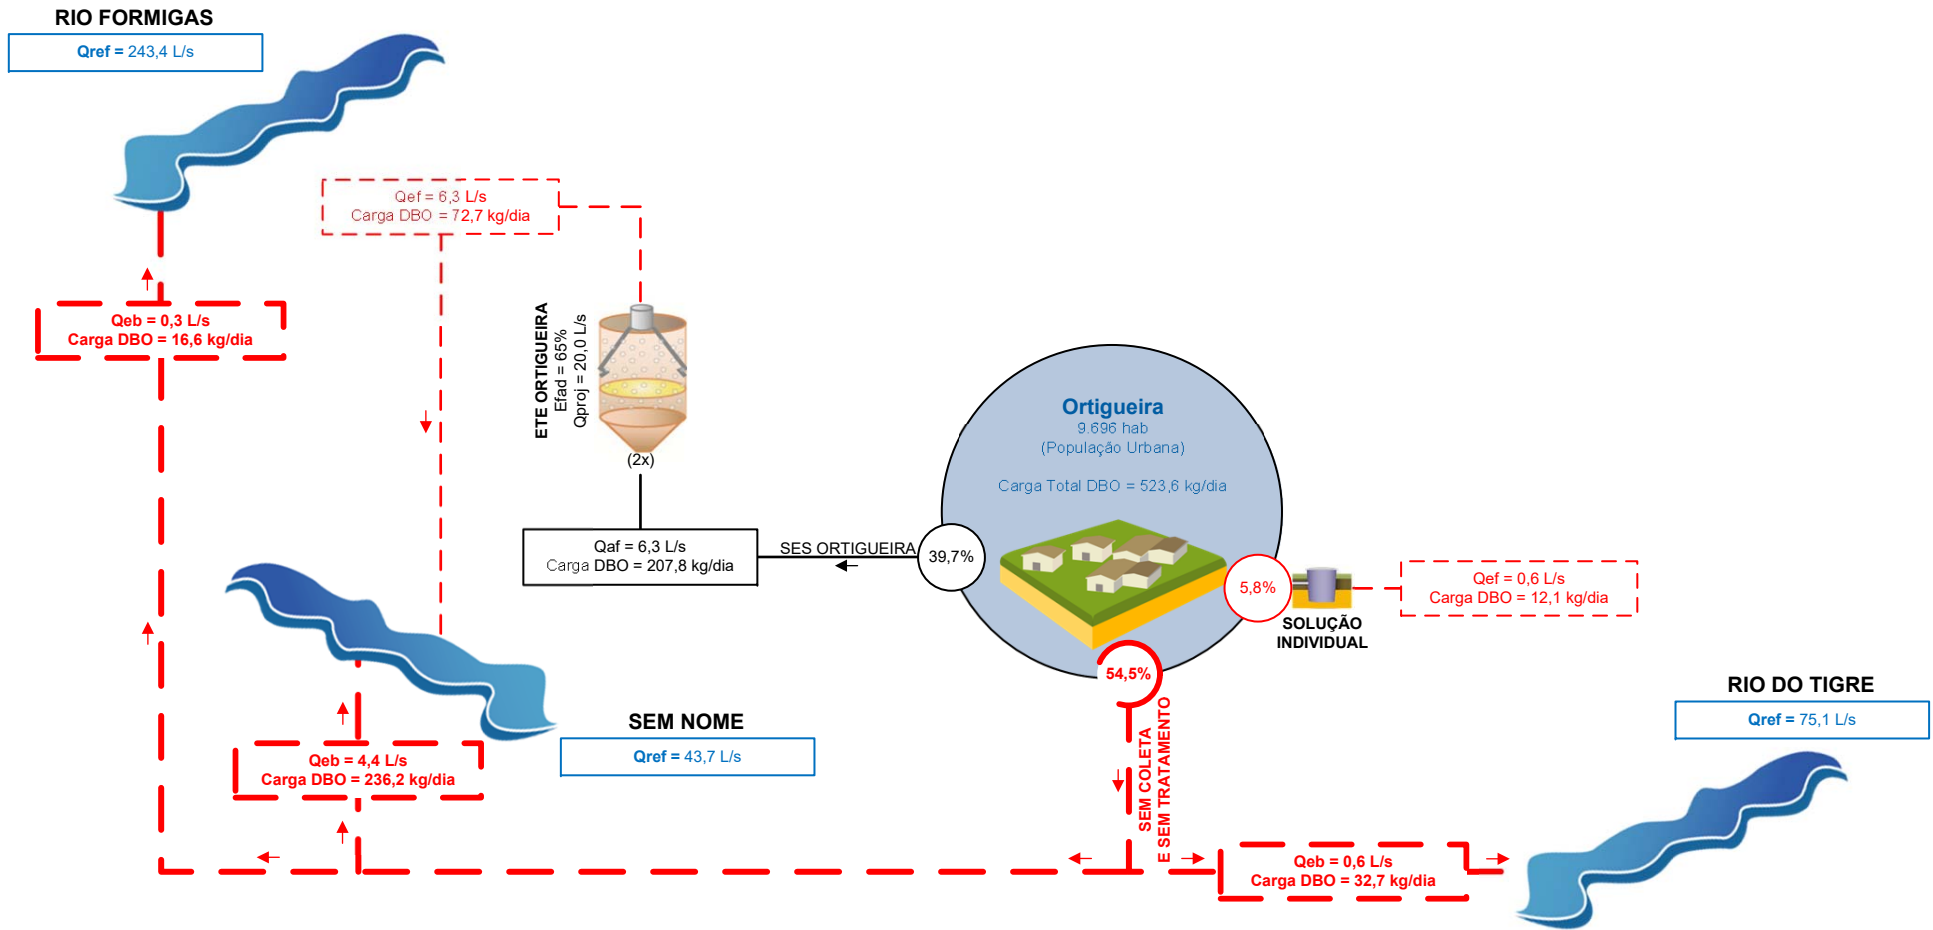 RIO FORMIGAS
Qref = 243,4 L/s
Qef = 6,3 L/s
Carga DBO = 72,7 kg/dia
Qeb = 0,3 L/s
Carga DBO = 16,6 kg/dia
ETE ORTIGUEIRA
Efad = 65%
Qproj = 20,0 L/s
(2x)
Ortigueira
9.696 hab
(População Urbana)
Carga Total DBO = 523,6 kg/dia
Qaf = 6,3 L/s
Carga DBO = 207,8 kg/dia
SES ORTIGUEIRA
39,7%
5,8%
SOLUÇÃO
INDIVIDUAL
Qef = 0,6 L/s
Carga DBO = 12,1 kg/dia
54,5%
SEM COLETA
E SEM TRATAMENTO
SEM NOME
Qref = 43,7 L/s
Qeb = 4,4 L/s
Carga DBO = 236,2 kg/dia
RIO DO TIGRE
Qref = 75,1 L/s
Qeb = 0,6 L/s
Carga DBO = 32,7 kg/dia